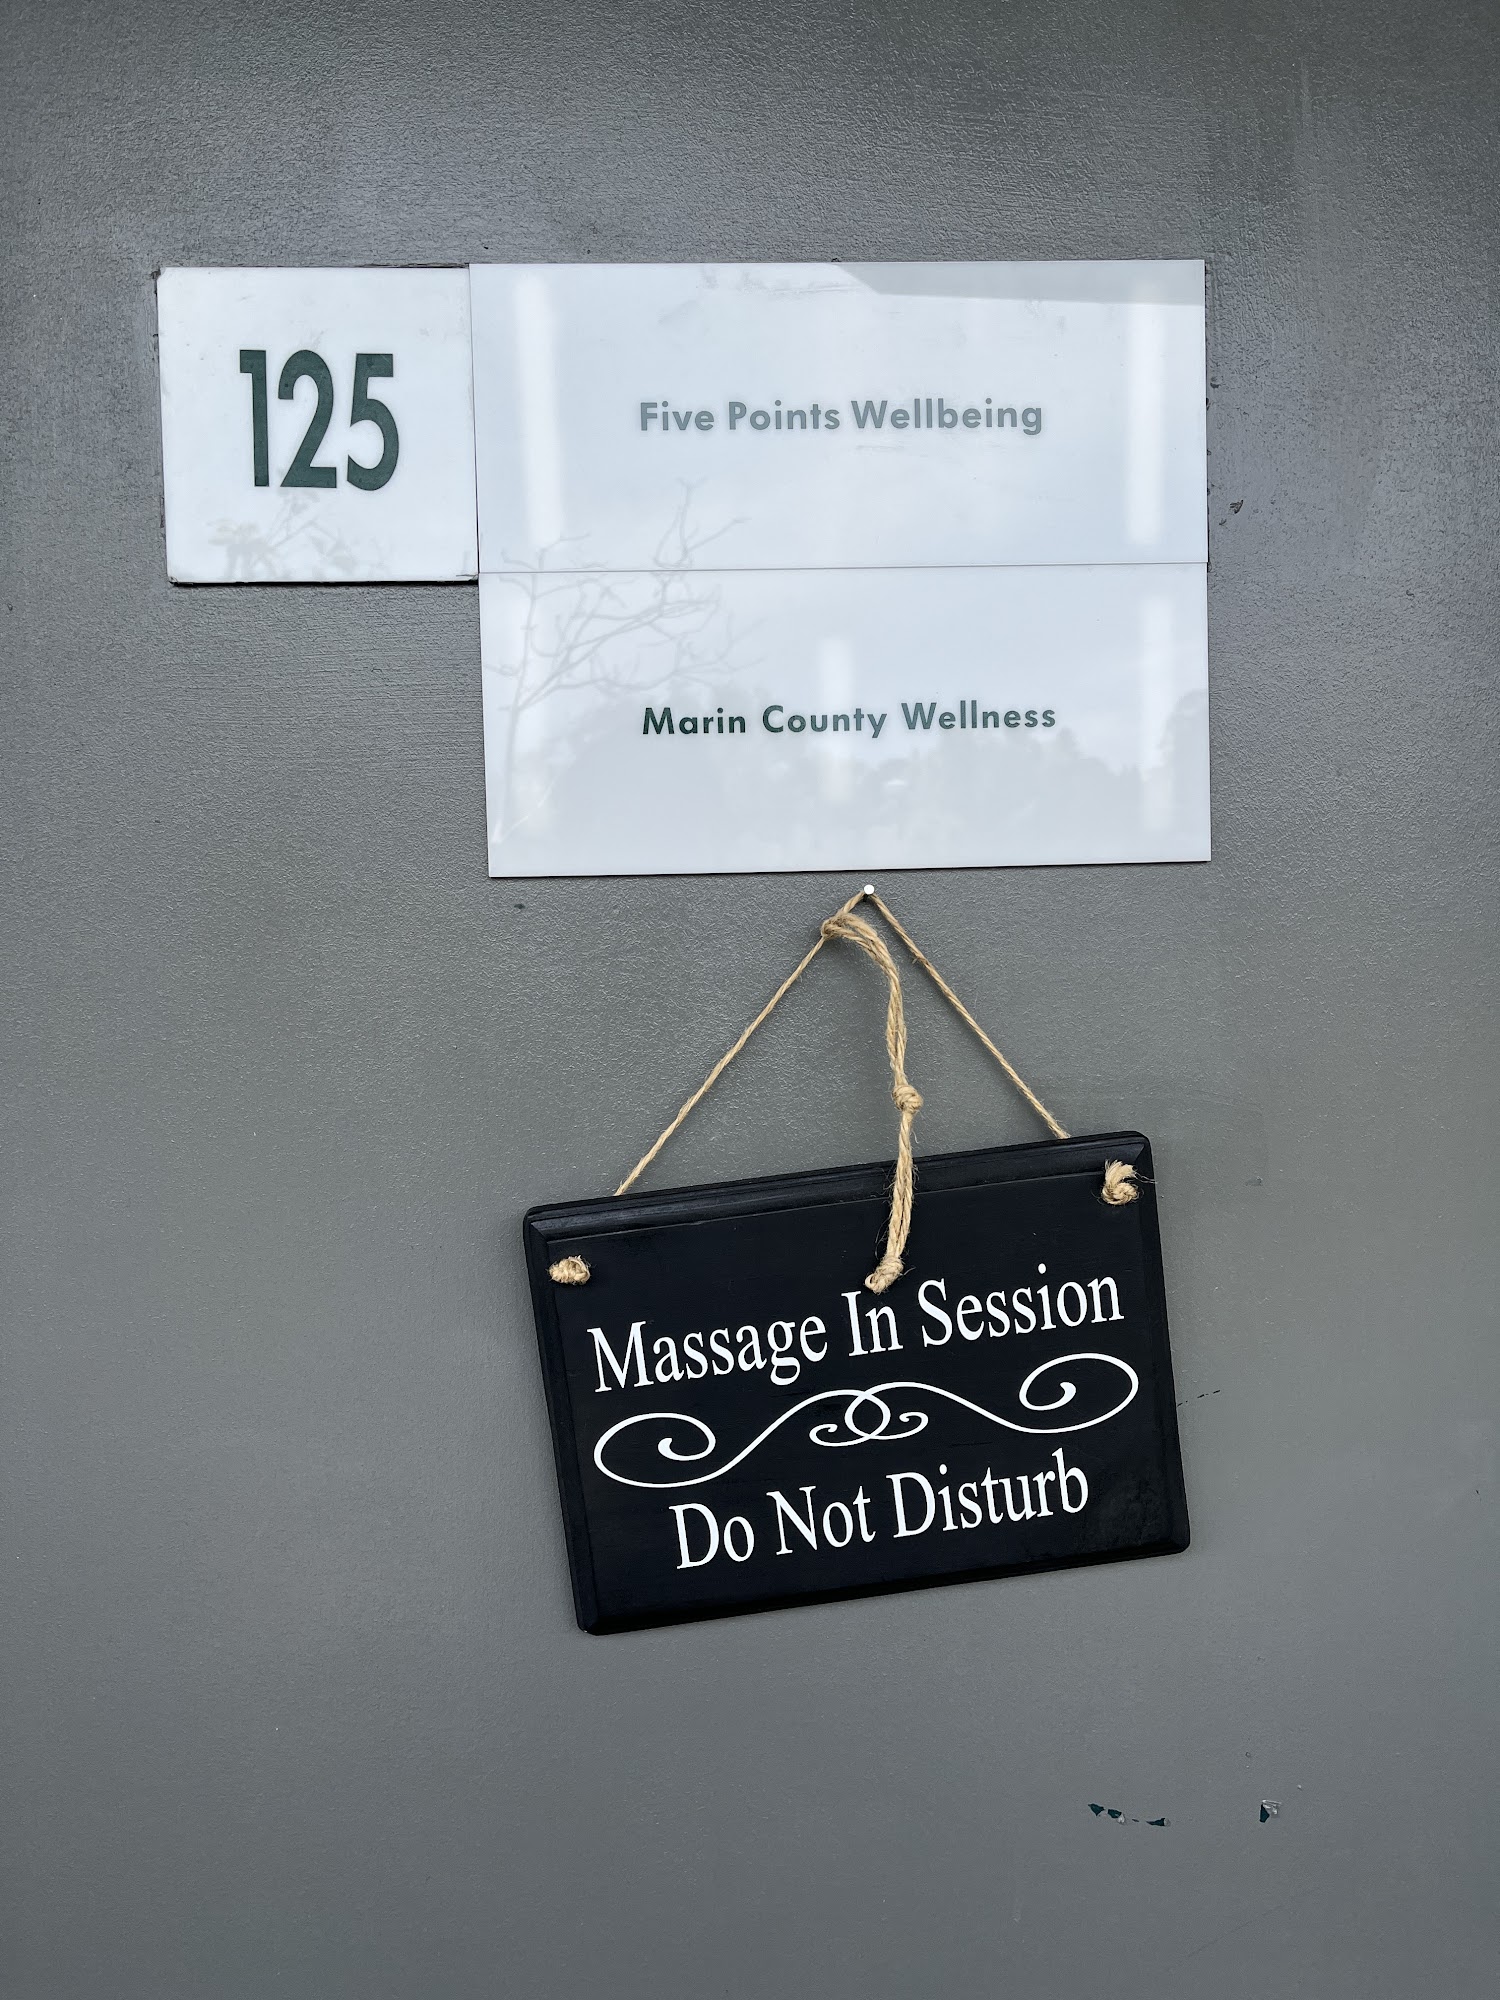 125
Five Points Wellbeing
Marin County Wellness
Massage In Session
Do Not Disturb